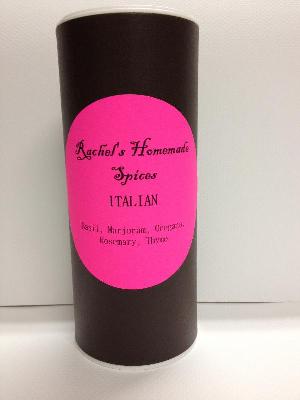 Rachel's Homemade
Spices
ITALIAN
Basil, Marjoram, Oregano,
Rosemary, Thyme